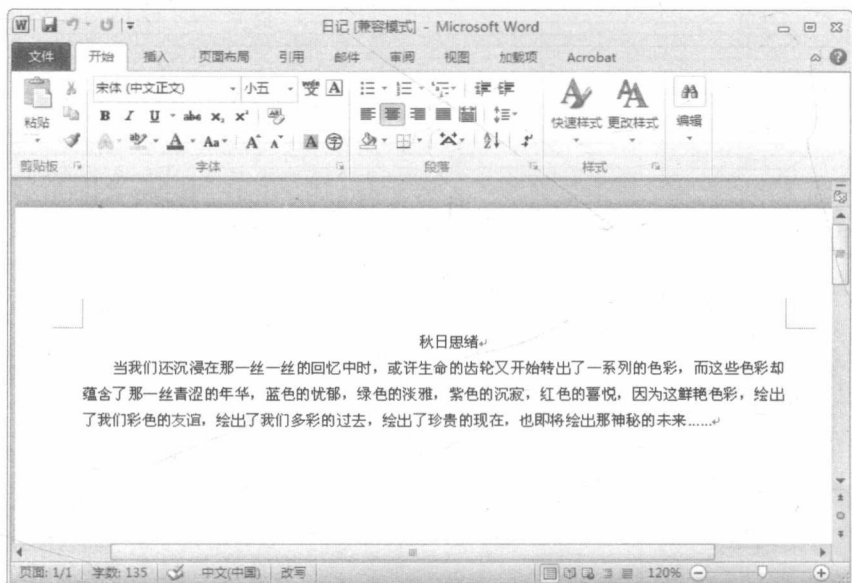 日记 [兼容模式] - Microsoft Word
文件 开始 插入 页面布局 引用 邮件 审阅 视图 加载项 Acrobat
宋体 (中文正文) 小五 wén 变 A
粘贴 B I U abc x₂ x² 快速样式 更改样式 编辑
A aby A Aa A A A 字
剪贴板 字体 段落 样式
秋日思绪
当我们还沉浸在那一丝一丝的回忆中时，或许生命的齿轮又开始转出了一系列的色彩，而这些色彩却
蕴含了那一丝青涩的年华，蓝色的忧郁，绿色的淡雅，紫色的沉寂，红色的喜悦，因为这鲜艳色彩，绘出
了我们彩色的友谊，绘出了我们多彩的过去，绘出了珍贵的现在，也即将绘出那神秘的未来......
页面: 1/1 字数: 135 中文(中国) 改写 120%